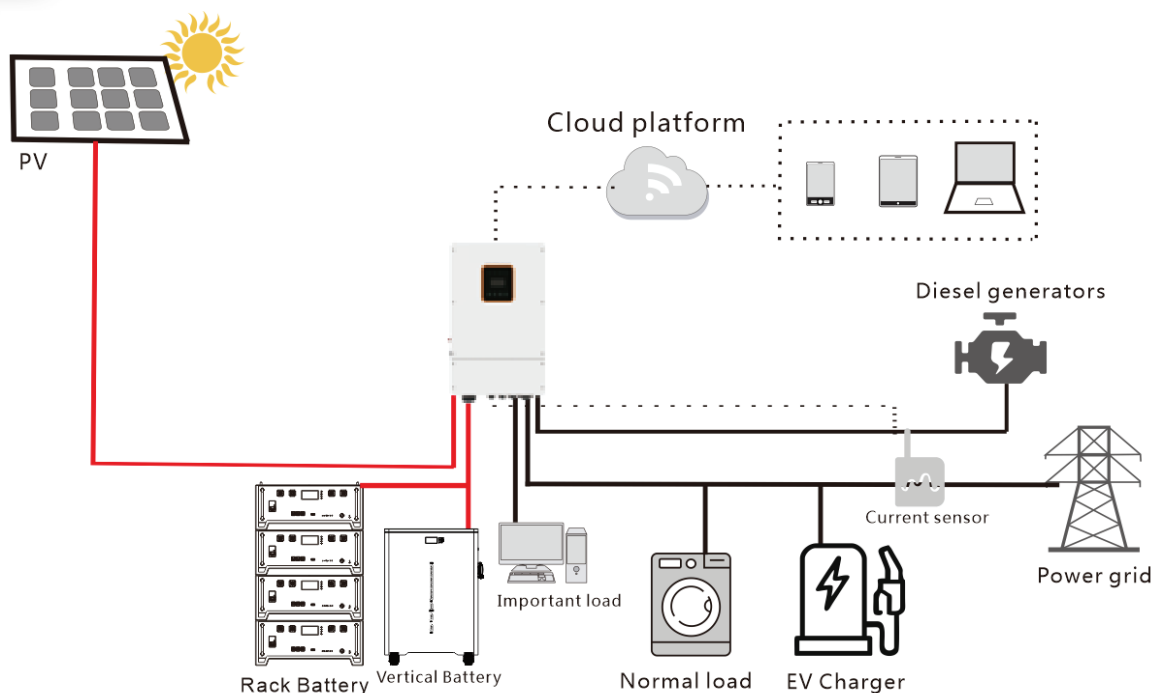 PV
Cloud platform
Diesel generators
Current sensor
Power grid
Important load
Rack Battery
Vertical Battery
Normal load
EV Charger